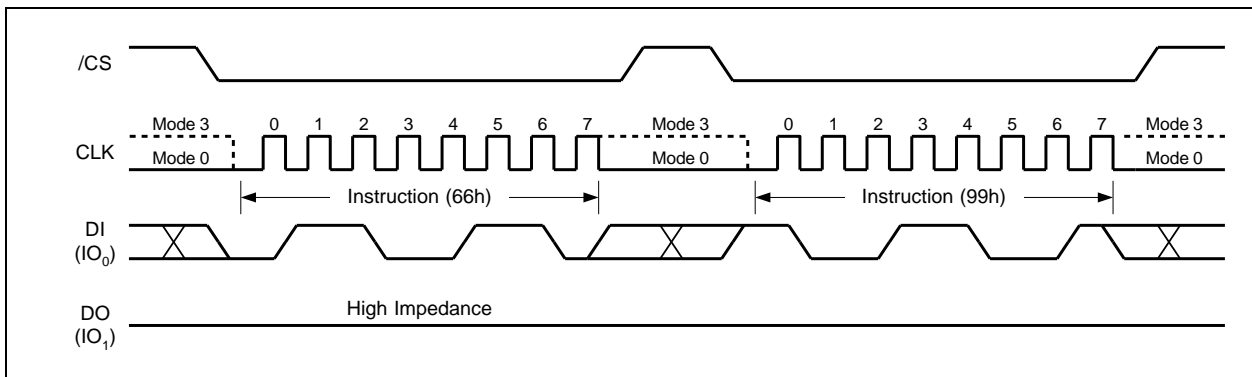 /CS
Mode 3 0 1 2 3 4 5 6 7 Mode 3 0 1 2 3 4 5 6 7 Mode 3
CLK Mode 0 Mode 0 Mode 0
Instruction (66h) Instruction (99h)
DI
(IO₀)
DO High Impedance
(IO₁)